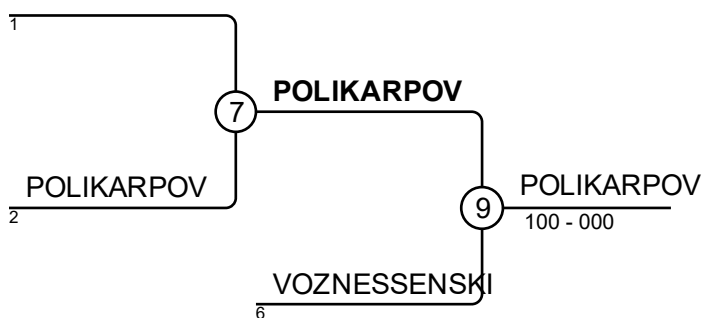 1
7
POLIKARPOV
POLIKARPOV
2
9
POLIKARPOV
100 - 000
VOZNESSENSKI
6